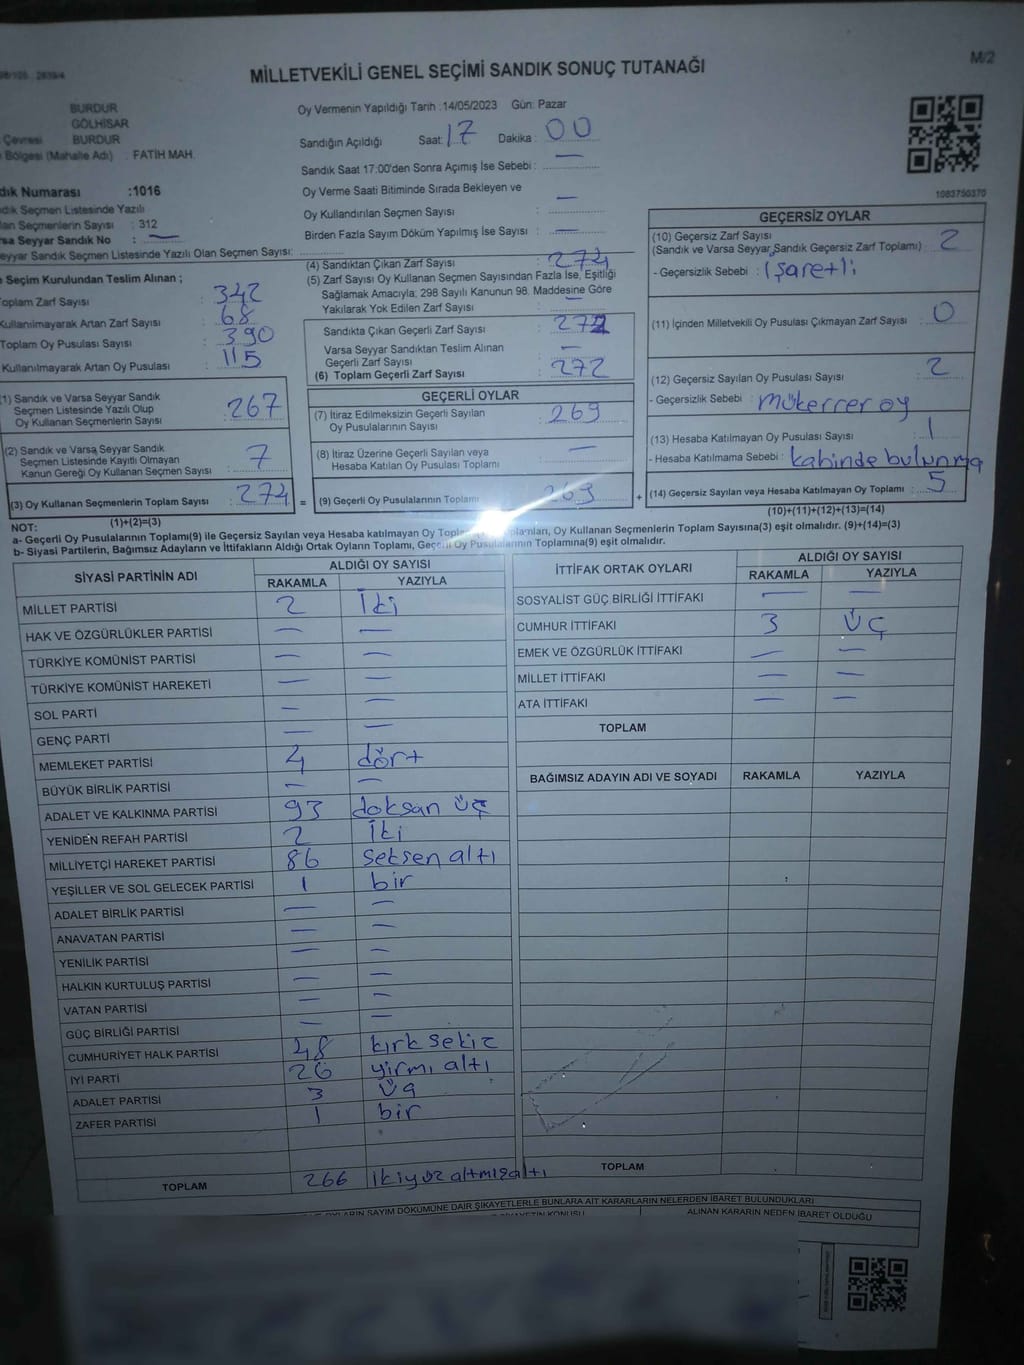 M/2
MİLLETVEKİLİ GENEL SEÇİMİ SANDIK SONUÇ TUTANAĞI
BURDUR
GÖLHİSAR
Çevresi BURDUR
Bölgesi (Mahalle Adı) : FATİH MAH.
Oy Vermenin Yapıldığı Tarih :14/05/2023 Gün: Pazar
Sandığın Açıldığı Saat: 17 Dakika : 00
Sandık Saat 17:00'den Sonra Açımış İse Sebebi : —
Oy Verme Saati Bitiminde Sırada Bekleyen ve
Oy Kullandırılan Seçmen Sayısı : —
Birden Fazla Sayım Döküm Yapılmış İse Sayısı : —
1083750370
dık Numarası :1016
dık Seçmen Listesinde Yazılı
lan Seçmenlerin Sayısı : 312
rsa Seyyar Sandık No : —
eyyar Sandık Seçmen Listesinde Yazılı Olan Seçmen Sayısı:
Seçim Kurulundan Teslim Alınan ;
oplam Zarf Sayısı : 342
Kullanılmayarak Artan Zarf Sayısı : 68
Toplam Oy Pusulası Sayısı : 390
Kullanılmayarak Artan Oy Pusulası : 115
(1) Sandık ve Varsa Seyyar Sandık
Seçmen Listesinde Yazılı Olup
Oy Kullanan Seçmenlerin Sayısı : 267
(2) Sandık ve Varsa Seyyar Sandık
Seçmen Listesinde Kayıtlı Olmayan
Kanun Gereği Oy Kullanan Seçmen Sayısı : 7
(3) Oy Kullanan Seçmenlerin Toplam Sayısı : 274 =
(1)+(2)=(3)
(4) Sandıktan Çıkan Zarf Sayısı : 274
(5) Zarf Sayısı Oy Kullanan Seçmen Sayısından Fazla İse, Eşitliği
Sağlamak Amacıyla; 298 Sayılı Kanunun 98. Maddesine Göre
Yakılarak Yok Edilen Zarf Sayısı : —
Sandıkta Çıkan Geçerli Zarf Sayısı : 272
Varsa Seyyar Sandıktan Teslim Alınan
Geçerli Zarf Sayısı : —
(6) Toplam Geçerli Zarf Sayısı : 272
GEÇERLİ OYLAR
(7) İtiraz Edilmeksizin Geçerli Sayılan
Oy Pusulalarının Sayısı : 269
(8) İtiraz Üzerine Geçerli Sayılan veya
Hesaba Katılan Oy Pusulası Toplamı : —
(9) Geçerli Oy Pusulalarının Toplamı : 269 +
GEÇERSİZ OYLAR
(10) Geçersiz Zarf Sayısı
(Sandık ve Varsa Seyyar Sandık Geçersiz Zarf Toplamı) : 2
- Geçersizlik Sebebi : İşaretli
(11) İçinden Milletvekili Oy Pusulası Çıkmayan Zarf Sayısı : 0
(12) Geçersiz Sayılan Oy Pusulası Sayısı : 2
- Geçersizlik Sebebi : mükerrer oy
(13) Hesaba Katılmayan Oy Pusulası Sayısı : 1
- Hesaba Katılmama Sebebi : kabinde bulunma
(14) Geçersiz Sayılan veya Hesaba Katılmayan Oy Toplamı : 5
(10)+(11)+(12)+(13)=(14)
NOT:
a- Geçerli Oy Pusulalarının Toplamı(9) ile Geçersiz Sayılan veya Hesaba katılmayan Oy Oy Kullanan Seçmenlerin Toplam Sayısına(3) eşit olmalıdır. (9)+(14)=(3)
b- Siyasi Partilerin, Bağımsız Adayların ve İttifakların Aldığı Ortak Oyların Toplamı, Geçerli Oy Pusulalarının Toplamına(9) eşit olmalıdır.
SİYASİ PARTİNİN ADI ALDIĞI OY SAYISI
RAKAMLA YAZIYLA
MİLLET PARTİSİ 2 İki
HAK VE ÖZGÜRLÜKLER PARTİSİ — —
TÜRKİYE KOMÜNİST PARTİSİ — —
TÜRKİYE KOMÜNİST HAREKETİ — —
SOL PARTİ — —
GENÇ PARTİ — —
MEMLEKET PARTİSİ 4 dört
BÜYÜK BİRLİK PARTİSİ — —
ADALET VE KALKINMA PARTİSİ 93 doksan üç
YENİDEN REFAH PARTİSİ 2 İki
MİLLİYETÇİ HAREKET PARTİSİ 86 seksen altı
YEŞİLLER VE SOL GELECEK PARTİSİ 1 bir
ADALET BİRLİK PARTİSİ — —
ANAVATAN PARTİSİ — —
YENİLİK PARTİSİ — —
HALKIN KURTULUŞ PARTİSİ — —
VATAN PARTİSİ — —
GÜÇ BİRLİĞİ PARTİSİ — —
CUMHURİYET HALK PARTİSİ 48 kırk sekiz
İYİ PARTİ 26 yirmi altı
ADALET PARTİSİ 3 üç
ZAFER PARTİSİ 1 bir
TOPLAM 266 ikiyüz altmış altı
İTTİFAK ORTAK OYLARI ALDIĞI OY SAYISI
RAKAMLA YAZIYLA
SOSYALİST GÜÇ BİRLİĞİ İTTİFAKI — —
CUMHUR İTTİFAKI 3 ÜÇ
EMEK VE ÖZGÜRLÜK İTTİFAKI — —
MİLLET İTTİFAKI — —
ATA İTTİFAKI — —
TOPLAM
BAĞIMSIZ ADAYIN ADI VE SOYADI RAKAMLA YAZIYLA
TOPLAM
OYLARIN SAYIM DÖKÜMÜNE DAİR ŞİKAYETLERLE BUNLARA AİT KARARLARIN NELERDEN İBARET BULUNDUKLARI
ALINAN KARARIN NEDEN İBARET OLDUĞU